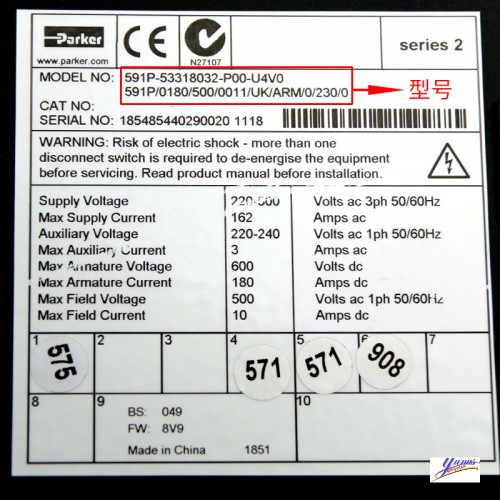 Parker
www.parker.com
N27107
series 2
MODEL NO: 591P-53318032-P00-U4V0
591P/0180/500/0011/UK/ARM/0/230/0
型号
CAT NO:
SERIAL NO: 185485440290020 1118
WARNING: Risk of electric shock - more than one
disconnect switch is required to de-energise the equipment
before servicing. Read product manual before installation.
Supply Voltage 220-500 Volts ac 3ph 50/60Hz
Max Supply Current 162 Amps ac
Auxiliary Voltage 220-240 Volts ac 1ph 50/60Hz
Max Auxiliary Current 3 Amps ac
Max Armature Voltage 600 Volts dc
Max Armature Current 180 Amps dc
Max Field Voltage 500 Volts ac 1ph 50/60Hz
Max Field Current 10 Amps dc
1 2 3 4 5 6 7
575 571 571 908
8 9 10
BS: 049
FW: 8V9
Made in China 1851